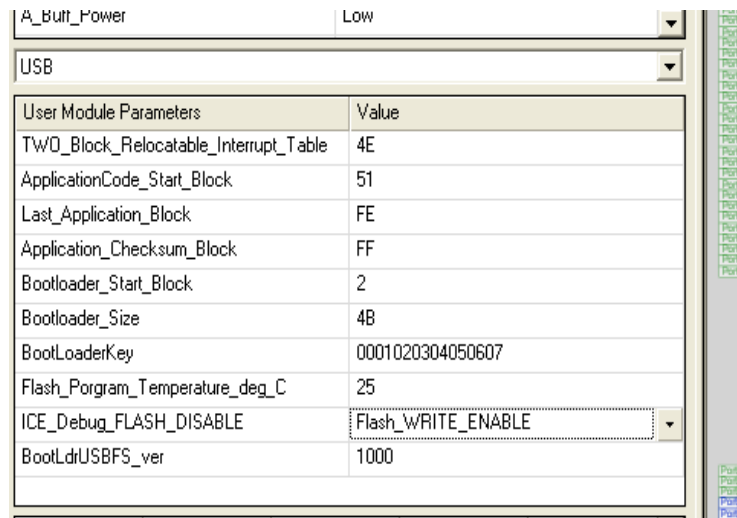 A_Buff_Power Low
USB
User Module Parameters Value
TWO_Block_Relocatable_Interrupt_Table 4E
ApplicationCode_Start_Block 51
Last_Application_Block FE
Application_Checksum_Block FF
Bootloader_Start_Block 2
Bootloader_Size 4B
BootLoaderKey 0001020304050607
Flash_Porgram_Temperature_deg_C 25
ICE_Debug_FLASH_DISABLE Flash_WRITE_ENABLE
BootLdrUSBFS_ver 1000